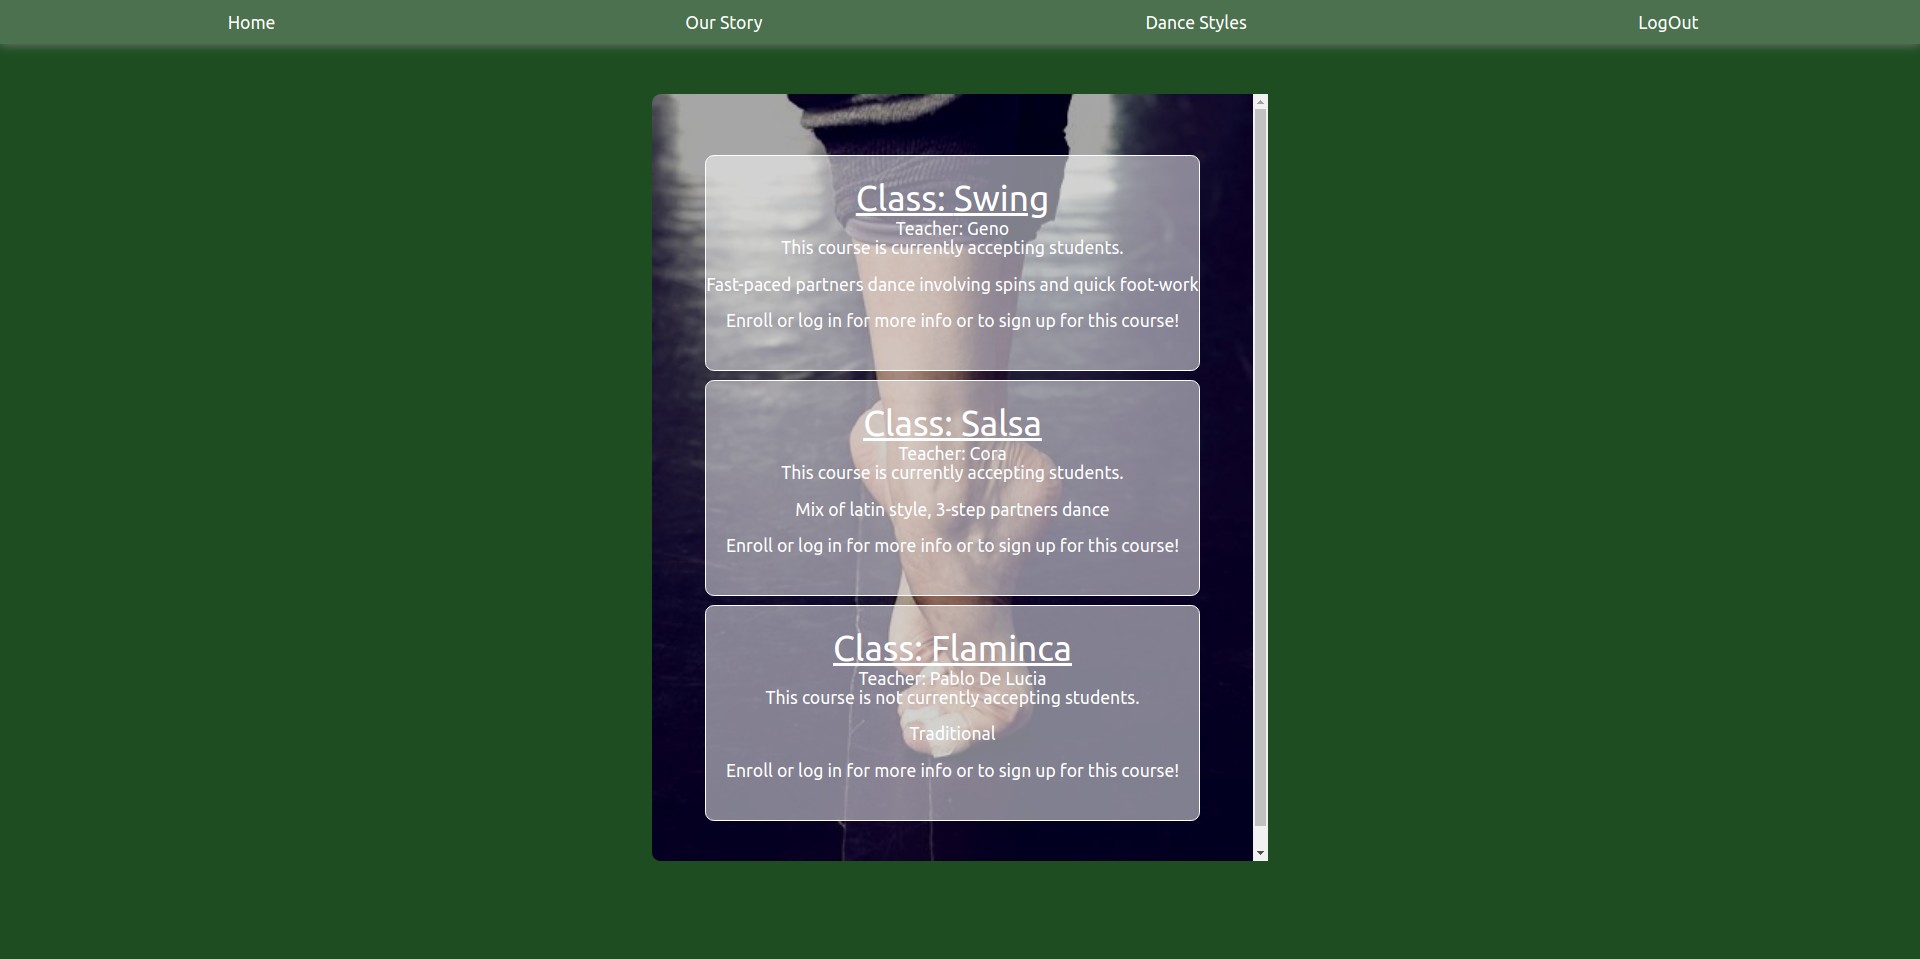 Home
Our Story
Dance Styles
LogOut
Class: Swing
Teacher: Geno
This course is currently accepting students.
Fast-paced partners dance involving spins and quick foot-work
Enroll or log in for more info or to sign up for this course!
Class: Salsa
Teacher: Cora
This course is currently accepting students.
Mix of latin style, 3-step partners dance
Enroll or log in for more info or to sign up for this course!
Class: Flaminca
Teacher: Pablo De Lucia
This course is not currently accepting students.
Traditional
Enroll or log in for more info or to sign up for this course!